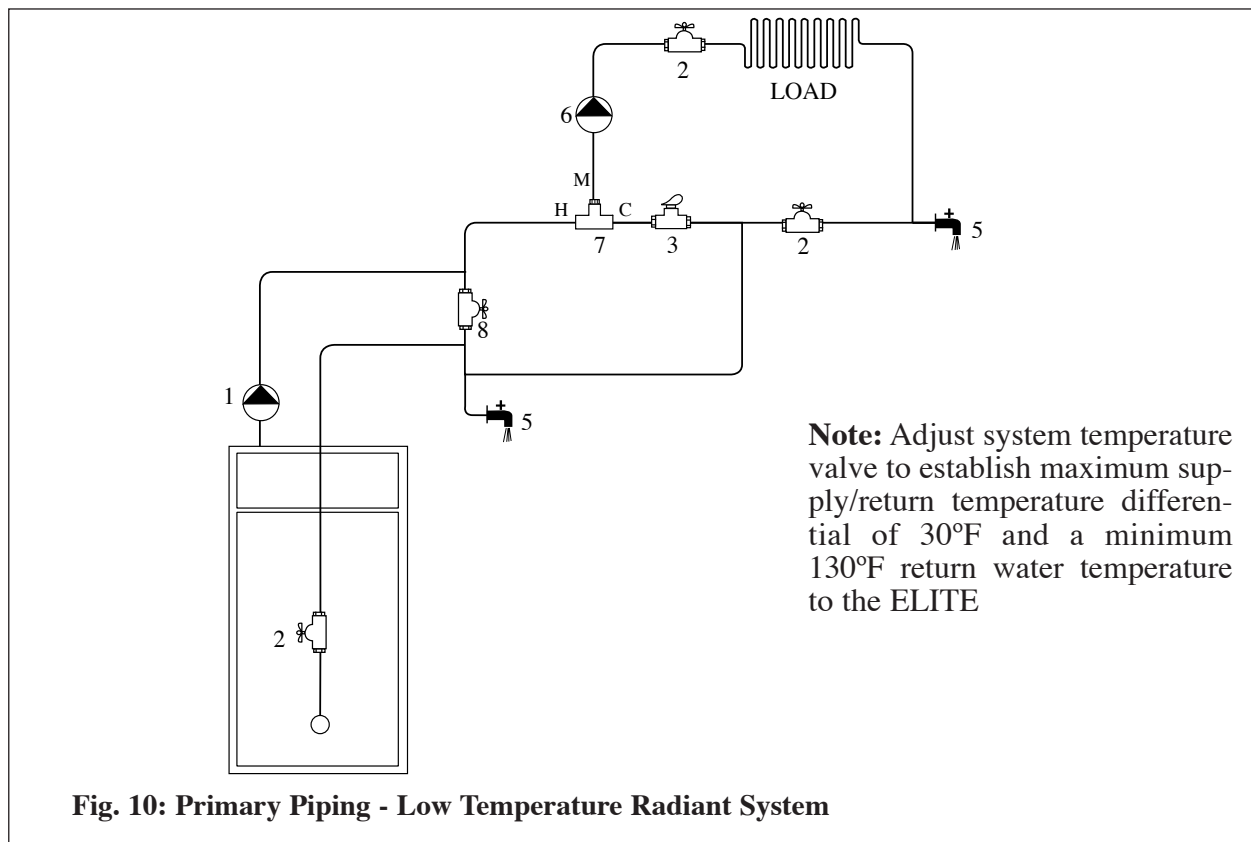 2
LOAD
6
M
H
C
7
3
2
5
8
1
5
2
Note: Adjust system temperature
valve to establish maximum sup-
ply/return temperature differen-
tial of 30ºF and a minimum
130ºF return water temperature
to the ELITE
Fig. 10: Primary Piping - Low Temperature Radiant System